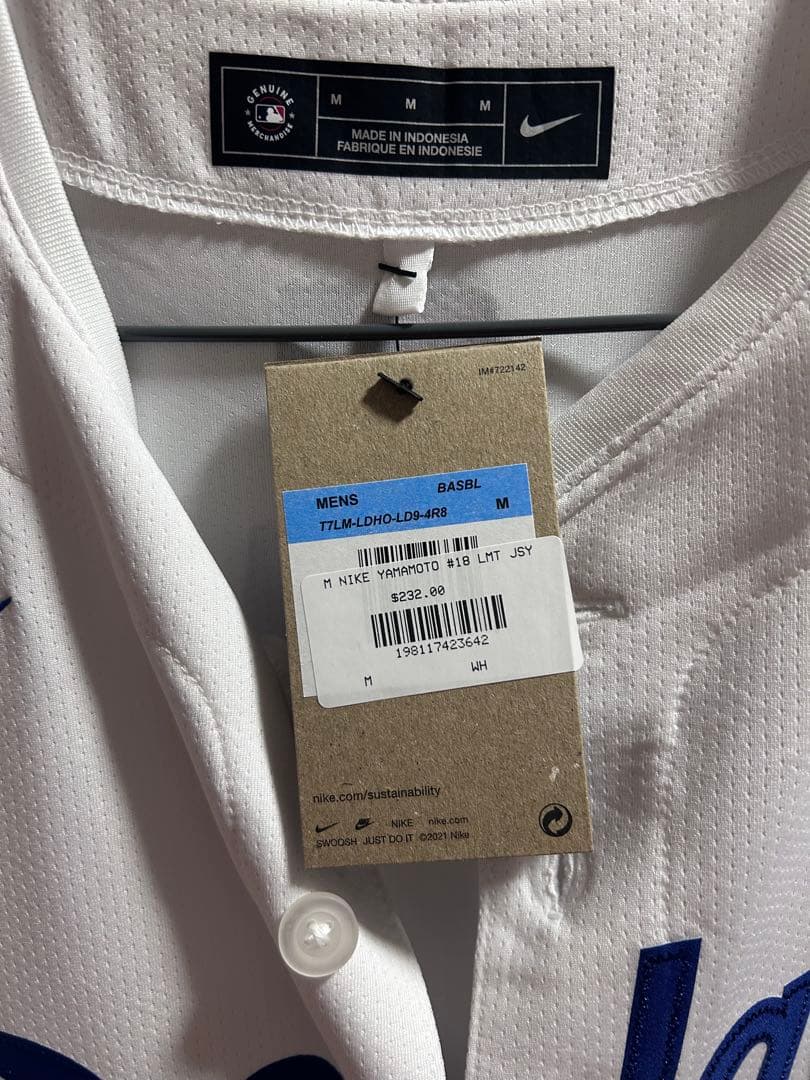 GENUINE
MERCHANDISE
M M M
MADE IN INDONESIA
FABRIQUE EN INDONESIE
IM#722142
MENS BASBL
T7LM-LDHO-LD9-4R8 M
M NIKE YAMAMOTO #18 LMT JSY
$232.00
198117423642
M WH
nike.com/sustainability
NIKE nike.com
SWOOSH JUST DO IT ©2021 Nike